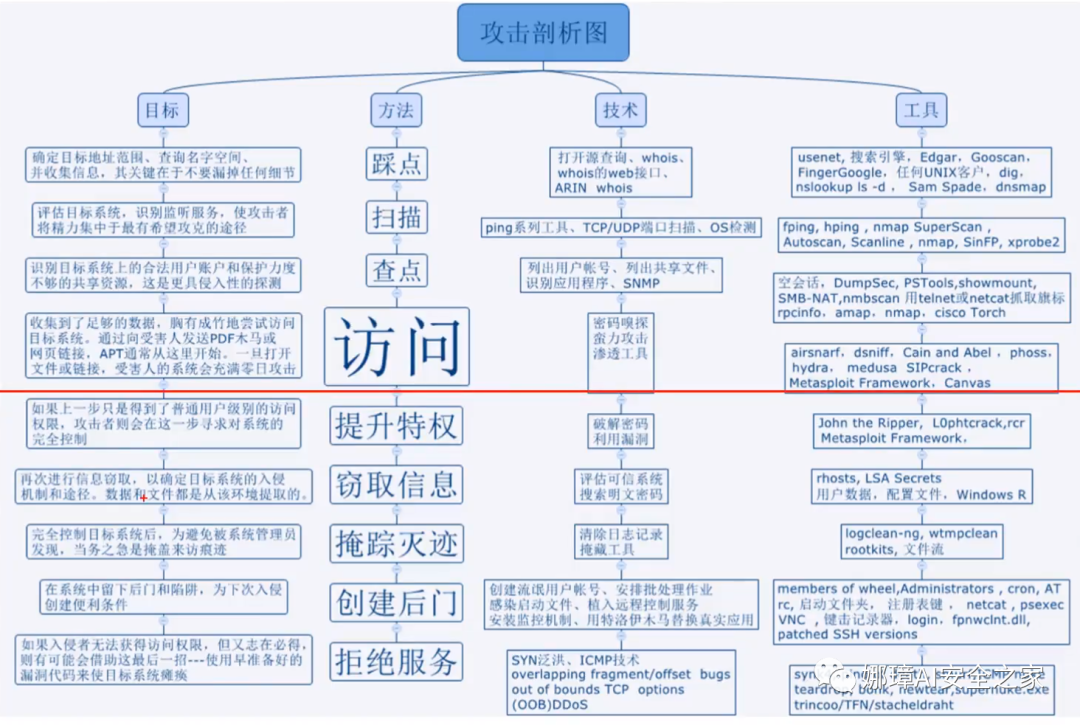 攻击剖析图
目标
方法
技术
工具
确定目标地址范围、查询名字空间、
并收集信息，其关键在于不要漏掉任何细节
踩点
打开源查询、whois、
whois的web接口、
ARIN whois
usenet, 搜索引擎，Edgar，Gooscan，
FingerGoogle，任何UNIX客户，dig，
nslookup ls -d ， Sam Spade，dnsmap
评估目标系统，识别监听服务，使攻击者
将精力集中于最有希望攻克的途径
扫描
ping系列工具、TCP/UDP端口扫描、OS检测
fping, hping , nmap SuperScan ,
Autoscan, Scanline , nmap, SinFP, xprobe2
识别目标系统上的合法用户账户和保护力度
不够的共享资源，这是更具侵入性的探测
查点
列出用户帐号、列出共享文件、
识别应用程序、SNMP
空会话，DumpSec, PSTools,showmount,
SMB-NAT,nmbscan 用telnet或netcat抓取旗标
rpcinfo，amap，nmap，cisco Torch
收集到了足够的数据，胸有成竹地尝试访问
目标系统。通过向受害人发送PDF木马或
网页链接，APT通常从这里开始。一旦打开
文件或链接，受害人的系统会充满零日攻击
访问
密码嗅探
蛮力攻击
渗透工具
airsnarf，dsniff，Cain and Abel ，phoss，
hydra， medusa SIPcrack ，
Metasploit Framework，Canvas
如果上一步只是得到了普通用户级别的访问
权限，攻击者则会在这一步寻求对系统的
完全控制
提升特权
破解密码
利用漏洞
John the Ripper，L0phtcrack,rcr
Metasploit Framework，
再次进行信息窃取，以确定目标系统的入侵
机制和途径。数据和文件都是从该环境提取的。
窃取信息
评估可信系统
搜索明文密码
rhosts, LSA Secrets
用户数据，配置文件，Windows R
完全控制目标系统后，为避免被系统管理员
发现，当务之急是掩盖来访痕迹
掩踪灭迹
清除日志记录
掩藏工具
logclean-ng, wtmpclean
rootkits, 文件流
在系统中留下后门和陷阱，为下次入侵
创建便利条件
创建后门
创建流氓用户帐号、安排批处理作业
感染启动文件、植入远程控制服务
安装监控机制、用特洛伊木马替换真实应用
members of wheel,Administrators , cron, AT
rc, 启动文件夹， 注册表键 ， netcat , psexec
VNC ，键击记录器，login，fpnwclnt.dll,
patched SSH versions
如果入侵者无法获得访问权限，但又志在必得，
则有可能会借助这最后一招---使用早准备好的
漏洞代码来使目标系统瘫痪
拒绝服务
SYN泛洪、ICMP技术
overlapping fragment/offset bugs
out of bounds TCP options
(OOB)DDoS
teardrop, bonk, newtear,supernuke.exe
trincoo/TFN/stacheldraht
娜璋AI安全之家